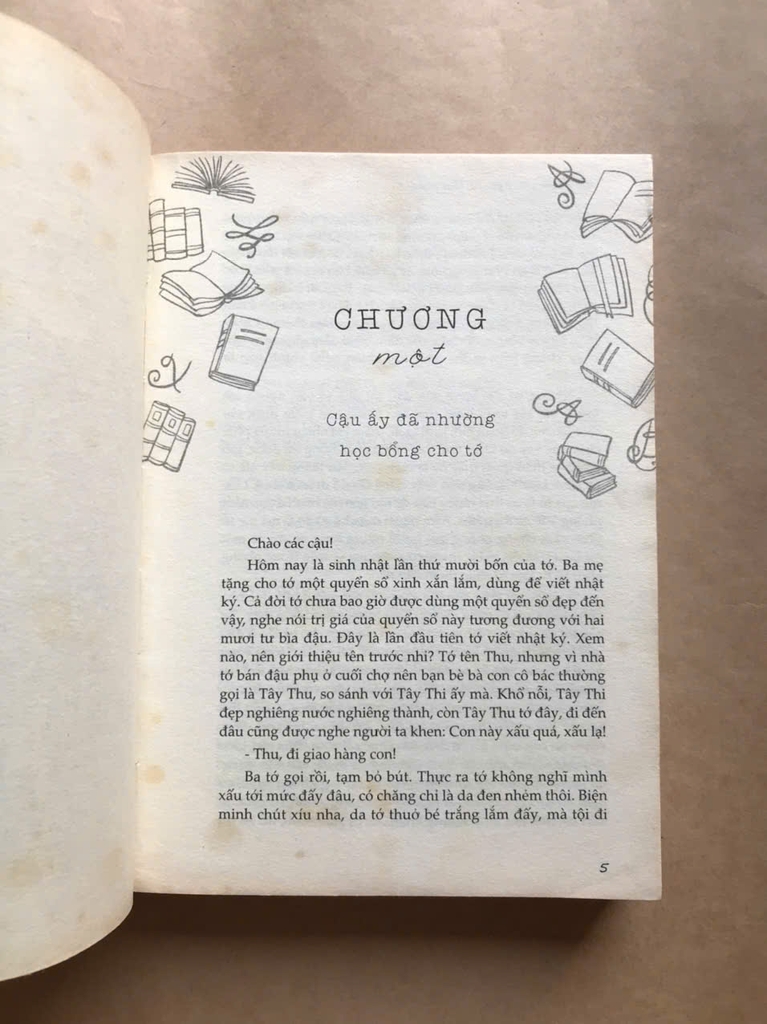 CHƯƠNG
một
Cậu ấy đã nhường
học bổng cho tớ
Chào các cậu!
Hôm nay là sinh nhật lần thứ mười bốn của tớ. Ba mẹ
tặng cho tớ một quyển sổ xinh xắn lắm, dùng để viết nhật
ký. Cả đời tớ chưa bao giờ được dùng một quyển sổ đẹp đến
vậy, nghe nói trị giá của quyển sổ này tương đương với hai
mươi tư bìa đậu. Đây là lần đầu tiên tớ viết nhật ký. Xem
nào, nên giới thiệu tên trước nhỉ? Tớ tên Thu, nhưng vì nhà
tớ bán đậu phụ ở cuối chợ nên bạn bè bà con cô bác thường
gọi là Tây Thu, so sánh với Tây Thi ấy mà. Khổ nỗi, Tây Thi
đẹp nghiêng nước nghiêng thành, còn Tây Thu tớ đây, đi đến
đâu cũng được nghe người ta khen: Con này xấu quá, xấu lạ!
- Thu, đi giao hàng con!
Ba tớ gọi rồi, tạm bỏ bút. Thực ra tớ không nghĩ mình
xấu tới mức đấy đâu, có chăng chỉ là da đen nhẻm thôi. Biện
minh chút xíu nha, da tớ thuở bé trắng lắm đấy, mà tội đi
5